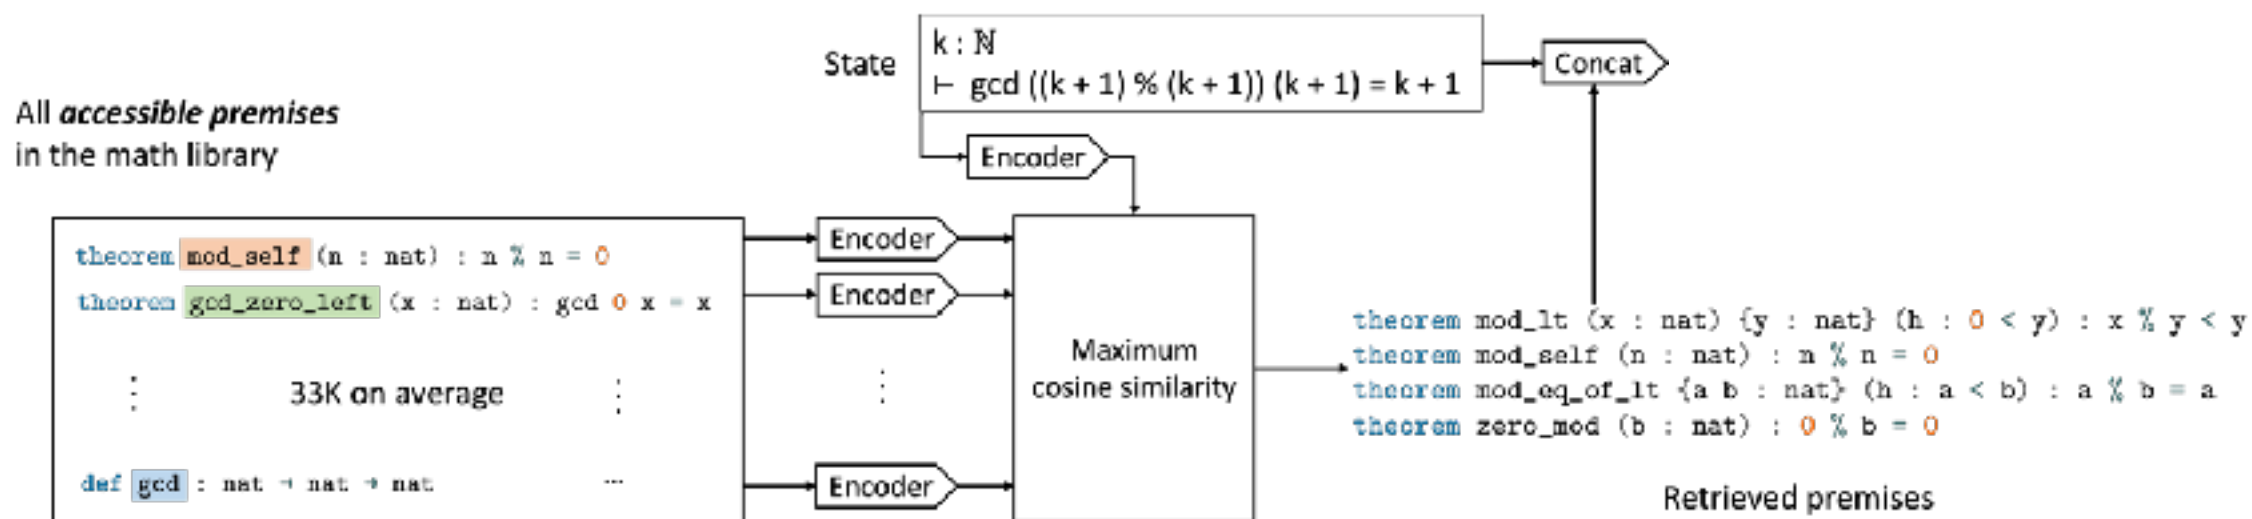 State
k : ℕ
⊢ gcd ((k + 1) % (k + 1)) (k + 1) = k + 1
Concat
All accessible premises
in the math library
Encoder
theorem mod_self (n : nat) : n % n = 0
theorem gcd_zero_left (x : nat) : gcd 0 x = x
⋮ 33K on average ⋮
def gcd : nat → nat → nat ...
Encoder
Encoder
⋮
Encoder
Maximum
cosine similarity
theorem mod_lt (x : nat) {y : nat} (h : 0 < y) : x % y < y
theorem mod_self (n : nat) : n % n = 0
theorem mod_eq_of_lt {a b : nat} (h : a < b) : a % b = a
theorem zero_mod (b : nat) : 0 % b = 0
Retrieved premises